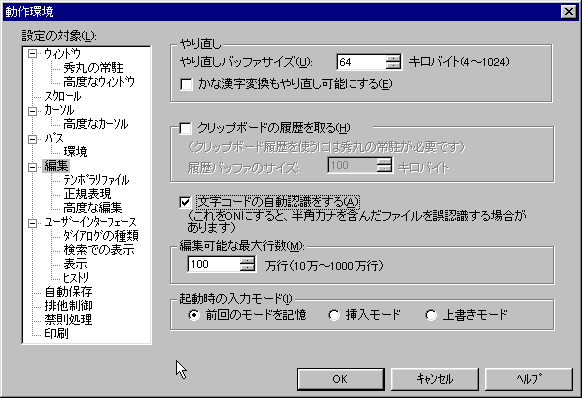 動作環境
設定の対象(L):
ｳｨﾝﾄﾞｳ
秀丸の常駐
高度なｳｨﾝﾄﾞｳ
ｽｸﾛｰﾙ
ｶｰｿﾙ
高度なｶｰｿﾙ
ﾊﾟｽ
環境
編集
ﾃﾝﾎﾟﾗﾘﾌｧｲﾙ
正規表現
高度な編集
ﾕｰｻﾞｰｲﾝﾀｰﾌｪｰｽ
ﾀﾞｲｱﾛｸﾞの種類
検索での表示
表示
ﾋｽﾄﾘ
自動保存
排他制御
禁則処理
印刷
やり直し
やり直しバッファサイズ(U): 64 キロバイト(4～1024)
かな漢字変換もやり直し可能にする(E)
クリップボードの履歴を取る(H)
(クリップボード履歴を使うには秀丸の常駐が必要です)
履歴バッファのサイズ: 100 キロバイト
文字コードの自動認識をする(A)
(これをONにすると、半角カナを含んだファイルを誤認識する場合が
あります)
編集可能な最大行数(M):
100 万行(10万～1000万行)
起動時の入力モード(I)
前回のモードを記憶 挿入モード 上書きモード
OK ｷｬﾝｾﾙ ﾍﾙﾌﾟ